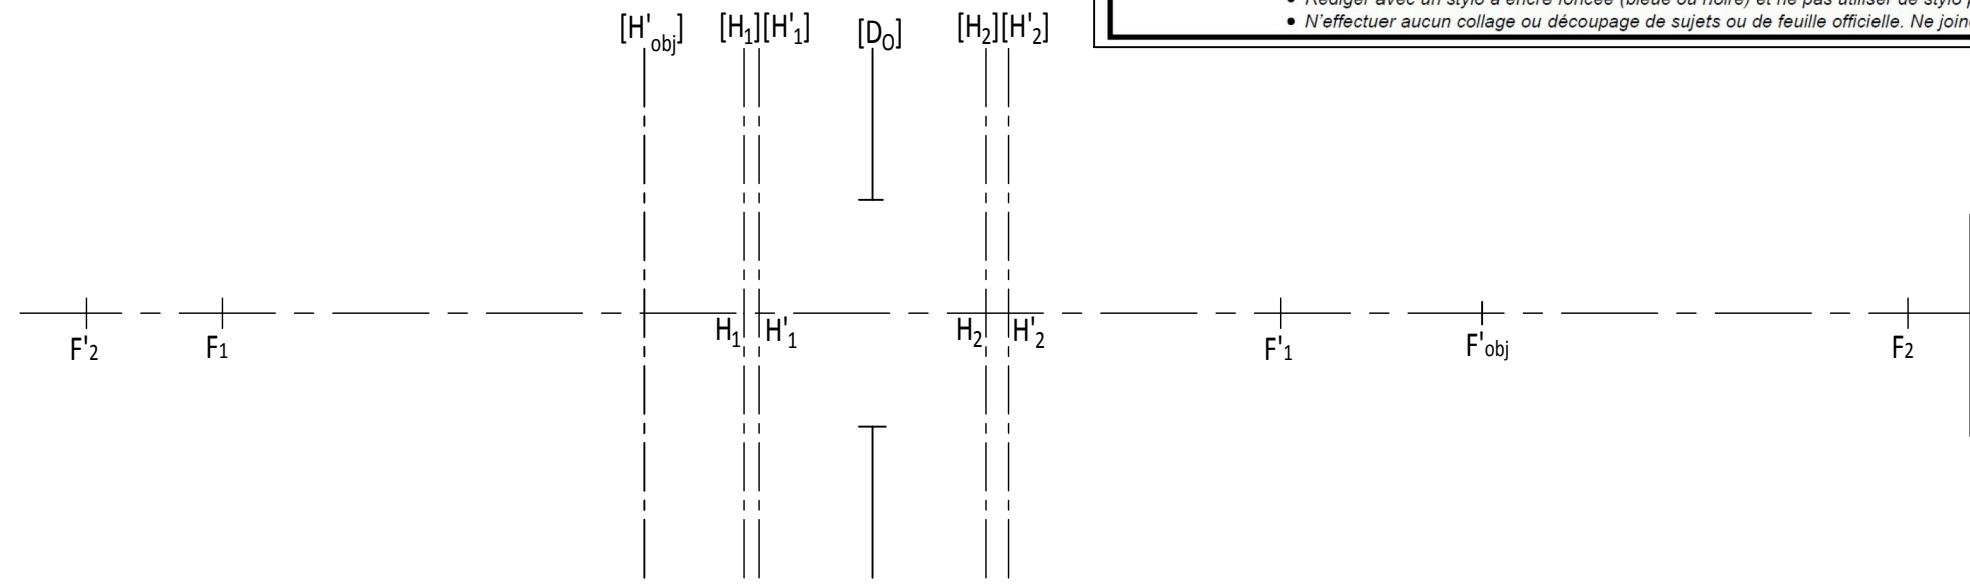 • Rédiger avec un stylo à encre foncée (bleue ou noire) et ne pas utiliser de stylo
• N'effectuer aucun collage ou découpage de sujets ou de feuille officielle. Ne
[H'obj] [H1][H'1] [DO] [H2][H'2]
H1 H'1 H2 H'2
F'2 F1 F'1 F'obj F2